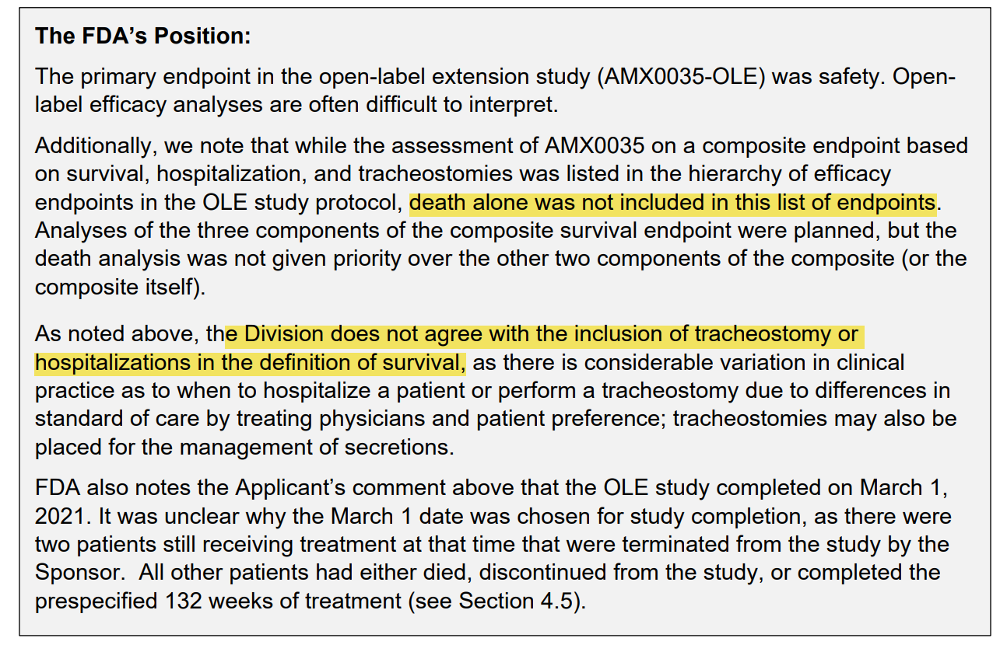 The FDA’s Position:
The primary endpoint in the open-label extension study (AMX0035-OLE) was safety. Open-
label efficacy analyses are often difficult to interpret.
Additionally, we note that while the assessment of AMX0035 on a composite endpoint based
on survival, hospitalization, and tracheostomies was listed in the hierarchy of efficacy
endpoints in the OLE study protocol, death alone was not included in this list of endpoints.
Analyses of the three components of the composite survival endpoint were planned, but the
death analysis was not given priority over the other two components of the composite (or the
composite itself).
As noted above, the Division does not agree with the inclusion of tracheostomy or
hospitalizations in the definition of survival, as there is considerable variation in clinical
practice as to when to hospitalize a patient or perform a tracheostomy due to differences in
standard of care by treating physicians and patient preference; tracheostomies may also be
placed for the management of secretions.
FDA also notes the Applicant’s comment above that the OLE study completed on March 1,
2021. It was unclear why the March 1 date was chosen for study completion, as there were
two patients still receiving treatment at that time that were terminated from the study by the
Sponsor.  All other patients had either died, discontinued from the study, or completed the
prespecified 132 weeks of treatment (see Section 4.5).